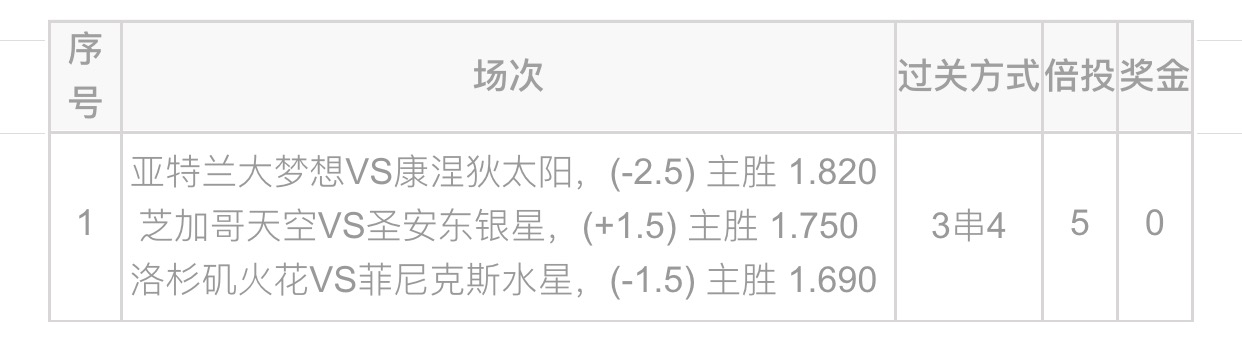 序号 场次 过关方式 倍投 奖金
亚特兰大梦想VS康涅狄太阳，(-2.5) 主胜 1.820
1 芝加哥天空VS圣安东银星，(+1.5) 主胜 1.750 3串4 5 0
洛杉矶火花VS菲尼克斯水星，(-1.5) 主胜 1.690